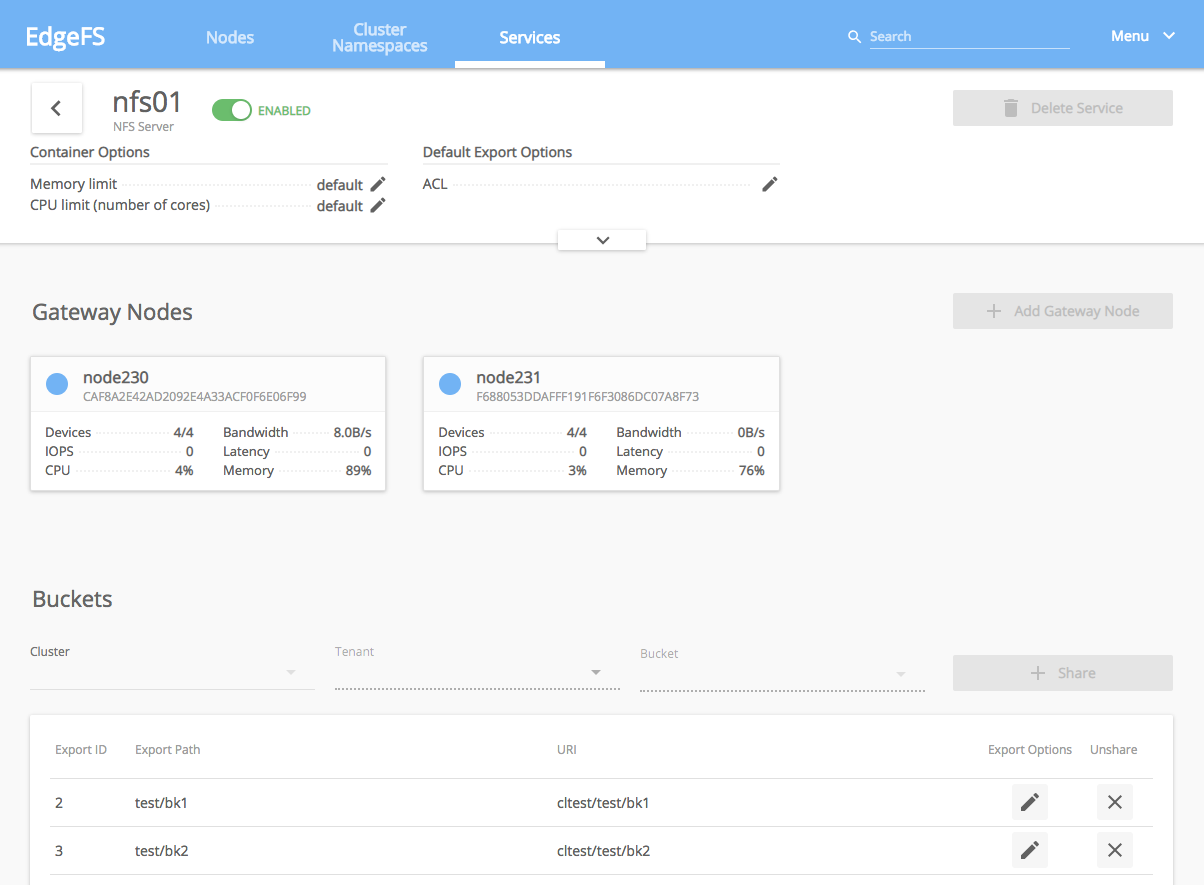 EdgeFS
Nodes
Cluster
Namespaces
Services
Search
Menu
nfs01
NFS Server
ENABLED
Delete Service
Container Options
Memory limit default
CPU limit (number of cores) default
Default Export Options
ACL
Gateway Nodes
Add Gateway Node
node230
CAF8A2E42AD2092E4A33ACF0F6E06F99
Devices 4/4 Bandwidth 8.0B/s
IOPS 0 Latency 0
CPU 4% Memory 89%
node231
F688053DDAFFF191F6F3086DC07A8F73
Devices 4/4 Bandwidth 0B/s
IOPS 0 Latency 0
CPU 3% Memory 76%
Buckets
Cluster
Tenant
Bucket
Share
Export ID Export Path URI Export Options Unshare
2 test/bk1 cltest/test/bk1
3 test/bk2 cltest/test/bk2